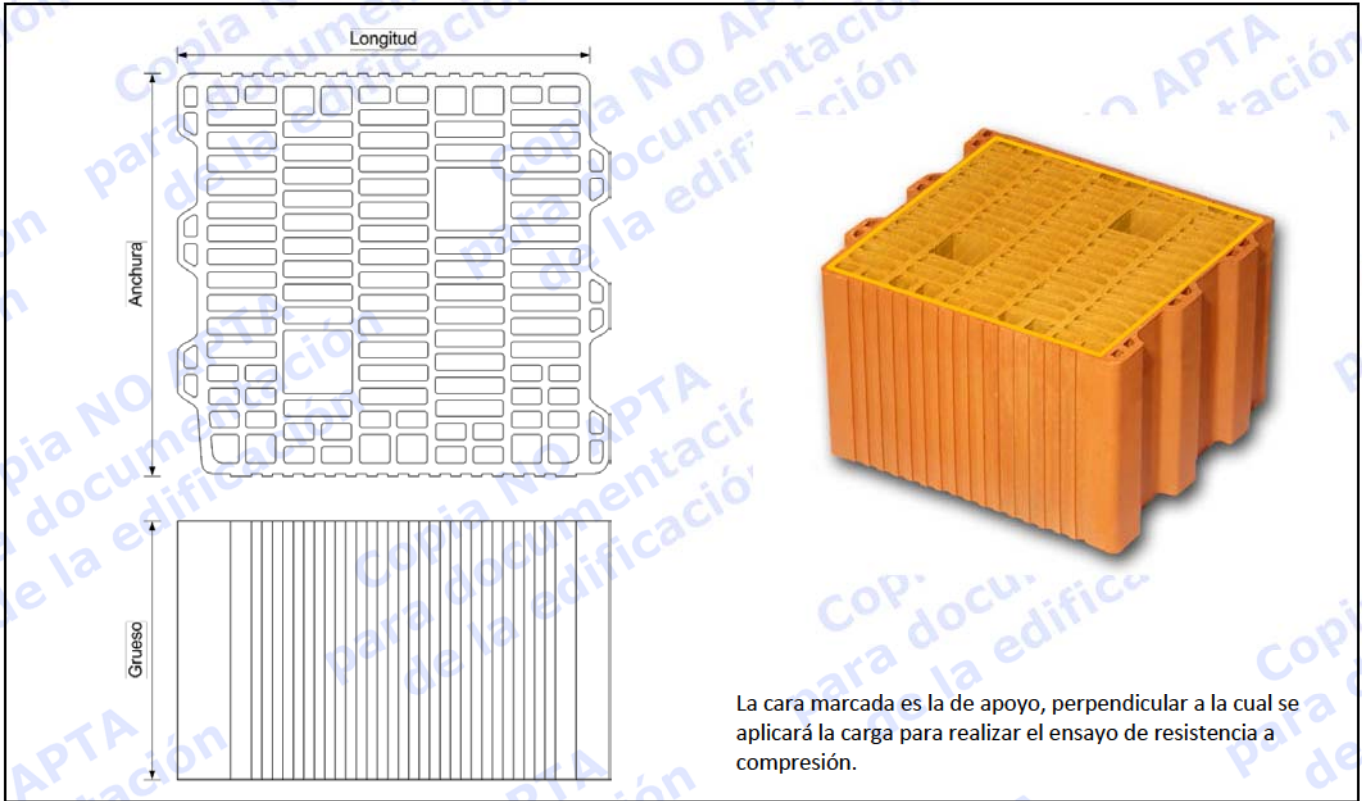 Longitud
Anchura
Grueso
La cara marcada es la de apoyo, perpendicular a la cual se
aplicará la carga para realizar el ensayo de resistencia a
compresión.
Copia NO APTA
para documentación
de la edificación